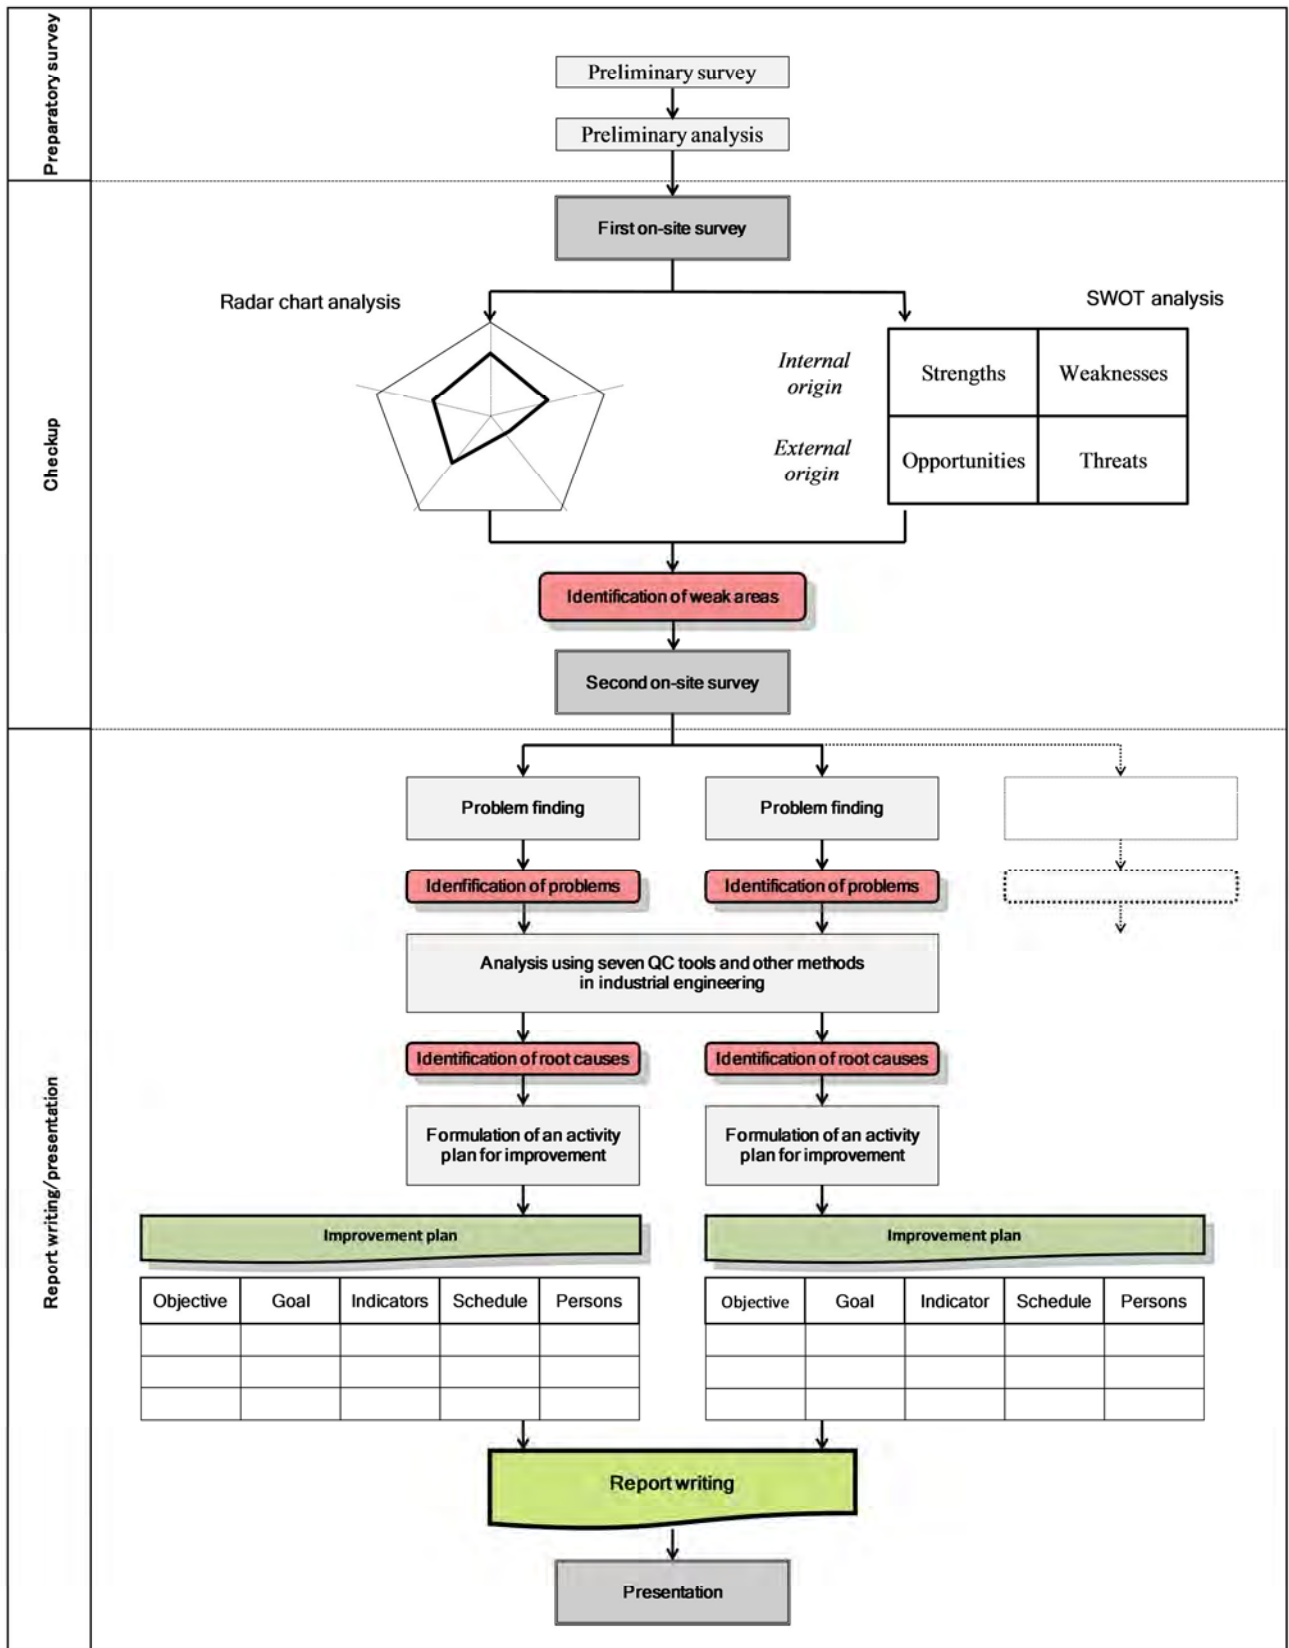 Preparatory survey
Preliminary survey
Preliminary analysis
Checkup
First on-site survey
Radar chart analysis
SWOT analysis
Internal
origin
Strengths
Weaknesses
External
origin
Opportunities
Threats
Identification of weak areas
Second on-site survey
Report writing/presentation
Problem finding
Problem finding
Idenfification of problems
Identification of problems
Analysis using seven QC tools and other methods
in industrial engineering
Identification of root causes
Identification of root causes
Formulation of an activity
plan for improvement
Formulation of an activity
plan for improvement
Improvement plan
Improvement plan
Objective Goal Indicators Schedule Persons
Objective Goal Indicator Schedule Persons
Report writing
Presentation